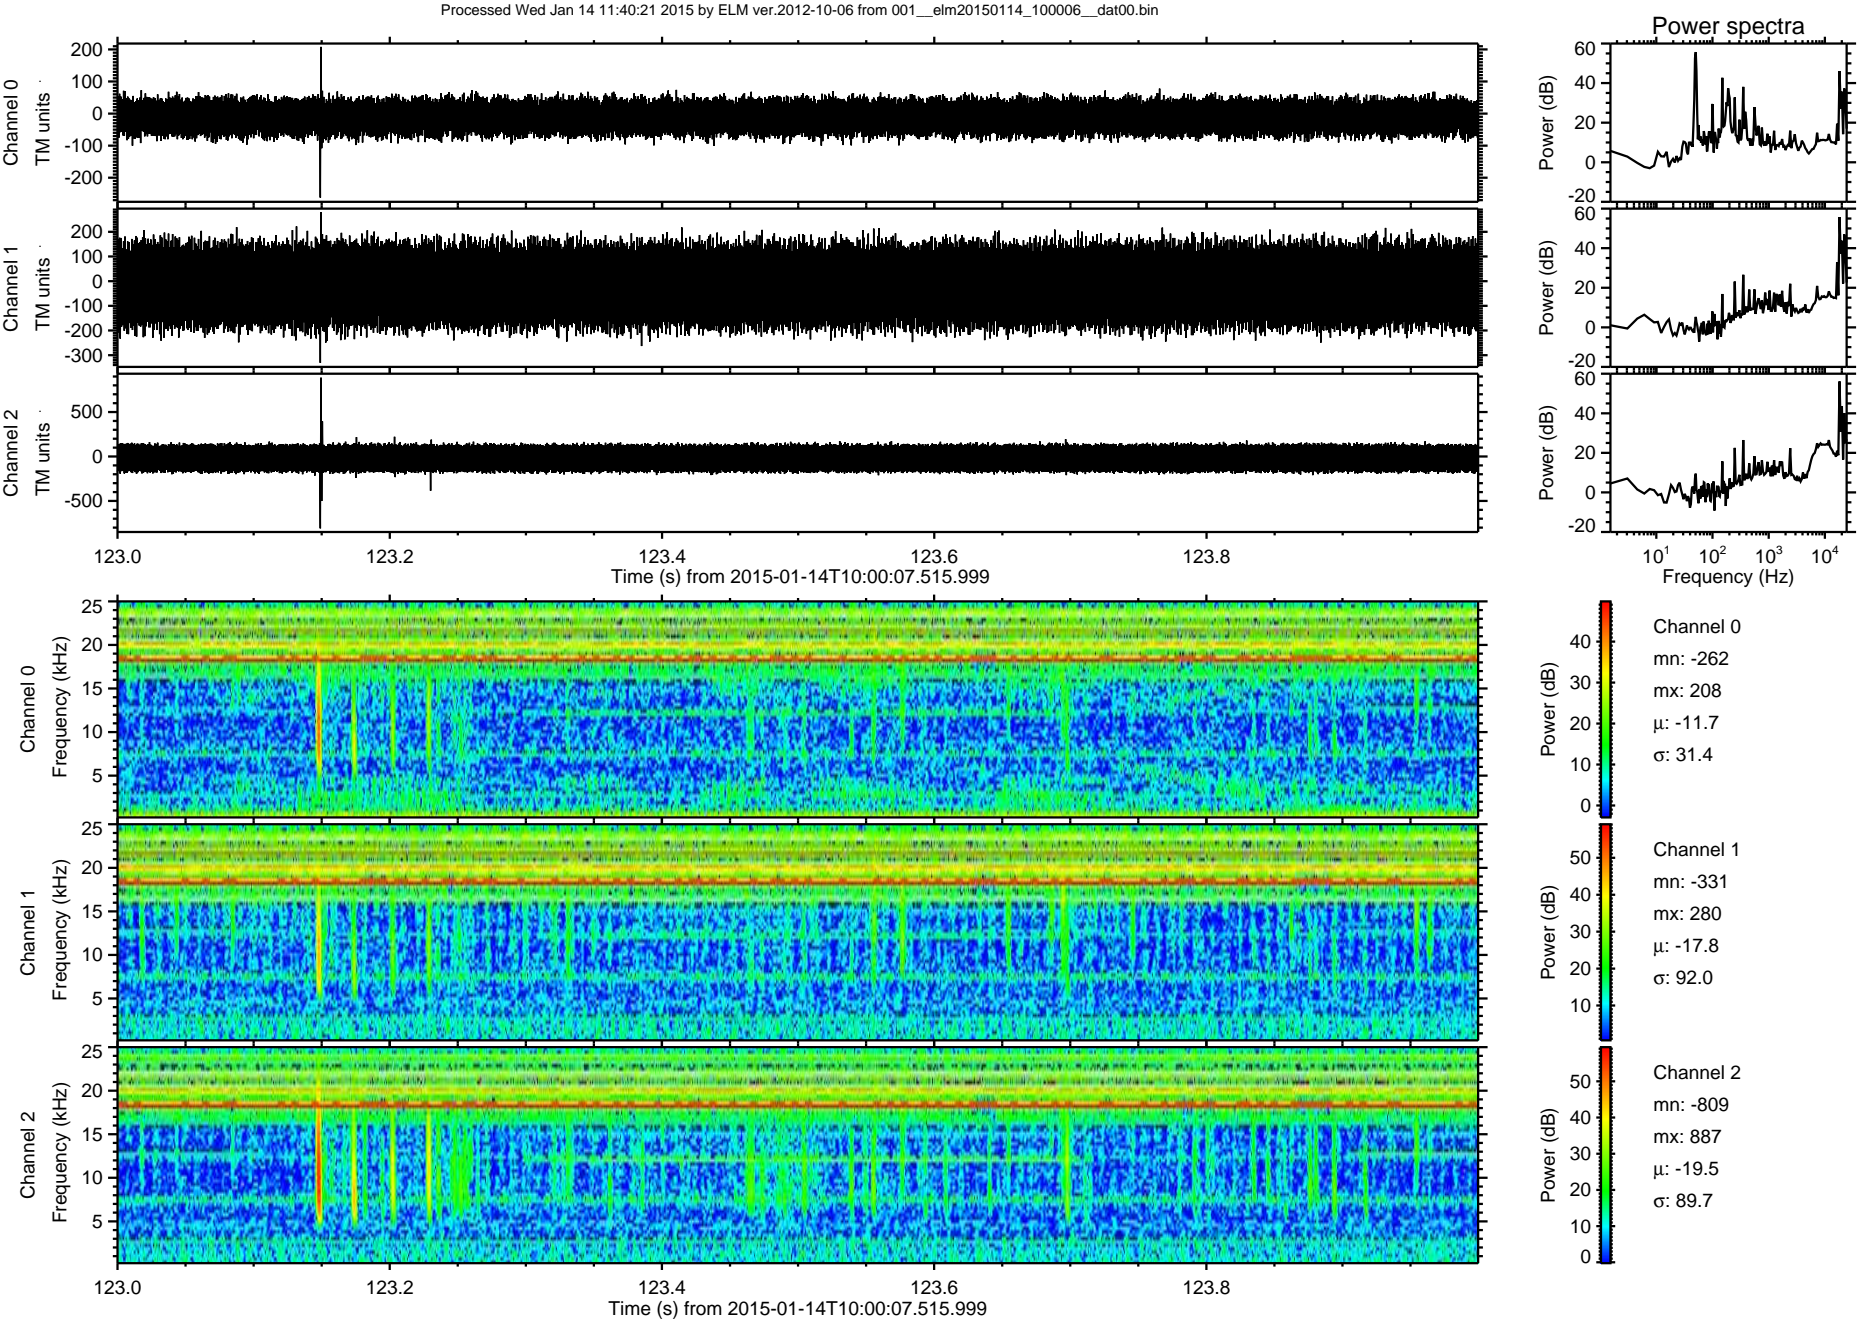 Processed Wed Jan 14 11:40:21 2015 by ELM ver.2012-10-06 from 001__elm20150114_100006__dat00.bin
Power spectra
Channel 0
TM units
200
100
0
-100
-200
Power (dB)
60
40
20
0
-20
Channel 1
TM units
200
100
0
-100
-200
-300
Power (dB)
60
40
20
0
-20
Channel 2
TM units
500
0
-500
Power (dB)
60
40
20
0
-20
123.0 123.2 123.4 123.6 123.8
Time (s) from 2015-01-14T10:00:07.515.999
10^1 10^2 10^3 10^4
Frequency (Hz)
Channel 0
Frequency (kHz)
25
20
15
10
5
Power (dB)
40
30
20
10
0
Channel 0
mn: -262
mx: 208
μ: -11.7
σ: 31.4
Channel 1
Frequency (kHz)
25
20
15
10
5
Power (dB)
50
40
30
20
10
Channel 1
mn: -331
mx: 280
μ: -17.8
σ: 92.0
Channel 2
Frequency (kHz)
25
20
15
10
5
Power (dB)
50
40
30
20
10
0
Channel 2
mn: -809
mx: 887
μ: -19.5
σ: 89.7
123.0 123.2 123.4 123.6 123.8
Time (s) from 2015-01-14T10:00:07.515.999